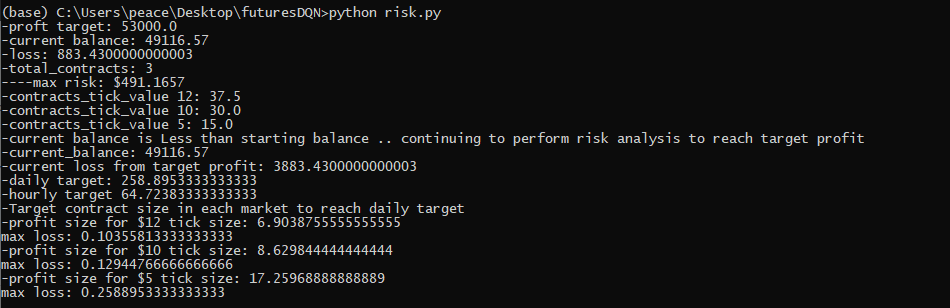 (base) C:\Users\peace\Desktop\futuresDQN>python risk.py
-proft target: 53000.0
-current balance: 49116.57
-loss: 883.4300000000003
-total_contracts: 3
----max risk: $491.1657
-contracts_tick_value 12: 37.5
-contracts_tick_value 10: 30.0
-contracts_tick_value 5: 15.0
-current balance is Less than starting balance .. continuing to perform risk analysis to reach target profit
-current_balance: 49116.57
-current loss from target profit: 3883.4300000000003
-daily target: 258.8953333333333
-hourly target 64.72383333333333
-Target contract size in each market to reach daily target
-profit size for $12 tick size: 6.9038755555555555
max loss: 0.10355813333333333
-profit size for $10 tick size: 8.629844444444444
max loss: 0.12944766666666666
-profit size for $5 tick size: 17.25968888888889
max loss: 0.2588953333333333